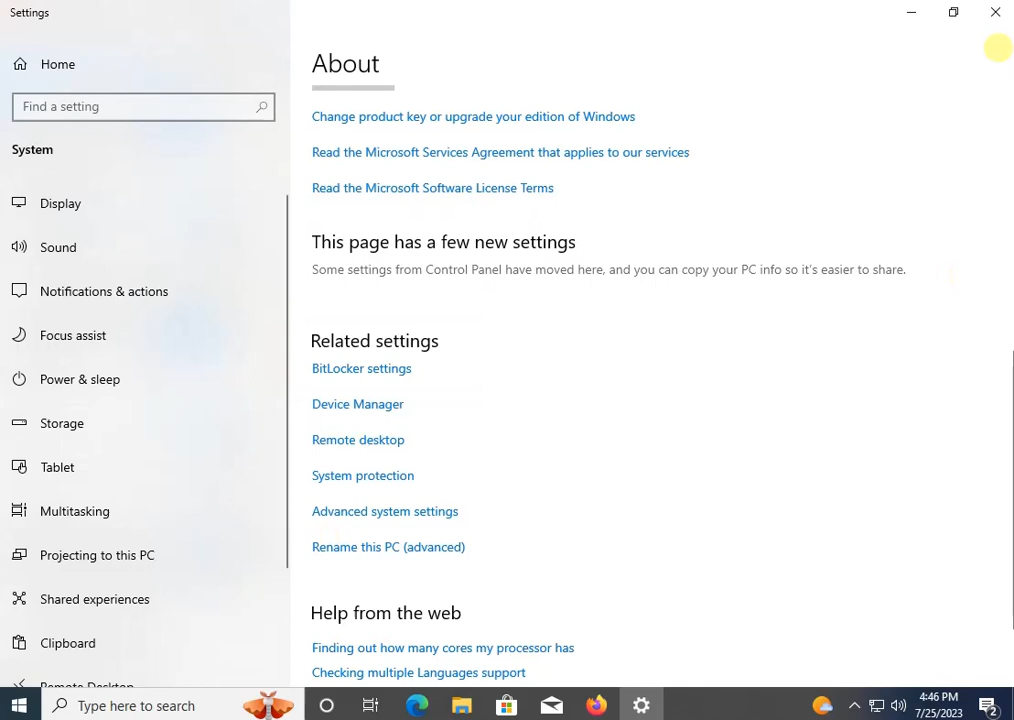 Settings
Home
Find a setting
System
Display
Sound
Notifications & actions
Focus assist
Power & sleep
Storage
Tablet
Multitasking
Projecting to this PC
Shared experiences
Clipboard
Remote Desktop
About
Change product key or upgrade your edition of Windows
Read the Microsoft Services Agreement that applies to our services
Read the Microsoft Software License Terms
This page has a few new settings
Some settings from Control Panel have moved here, and you can copy your PC info so it's easier to share.
Related settings
BitLocker settings
Device Manager
Remote desktop
System protection
Advanced system settings
Rename this PC (advanced)
Help from the web
Finding out how many cores my processor has
Checking multiple Languages support
Type here to search
4:46 PM
7/25/2023
2